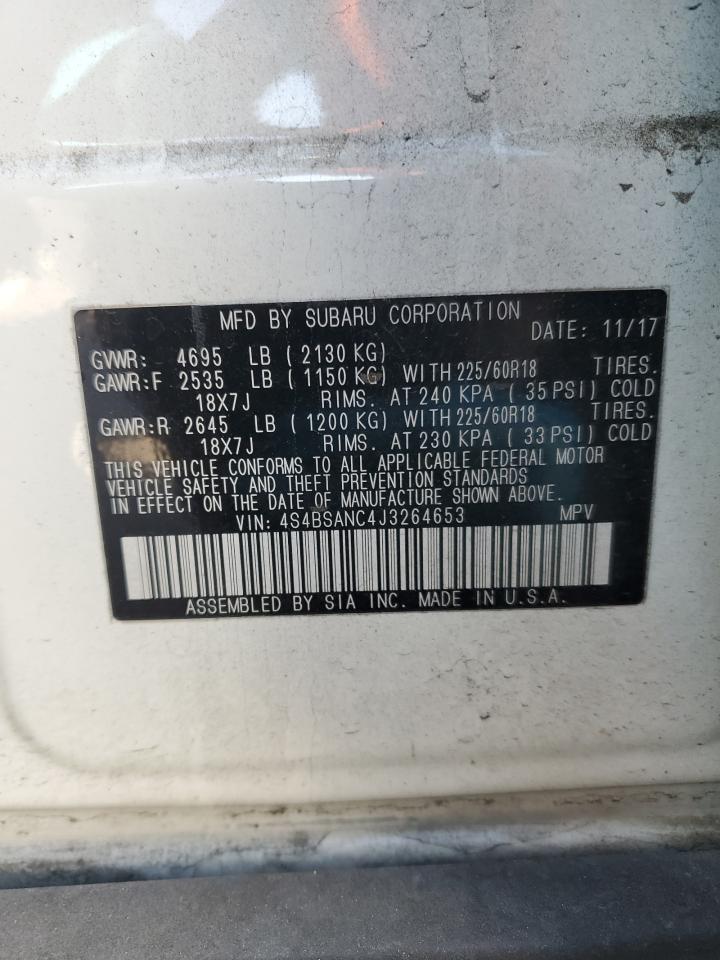 MFD BY SUBARU CORPORATION DATE: 11/17
GVWR: 4695 LB ( 2130 KG)
GAWR:F 2535 LB ( 1150 KG) WITH 225/60R18 TIRES.
18X7J RIMS. AT 240 KPA ( 35 PSI) COLD
GAWR:R 2645 LB ( 1200 KG) WITH 225/60R18 TIRES.
18X7J RIMS. AT 230 KPA ( 33 PSI) COLD
THIS VEHICLE CONFORMS TO ALL APPLICABLE FEDERAL MOTOR
VEHICLE SAFETY AND THEFT PREVENTION STANDARDS
IN EFFECT ON THE DATE OF MANUFACTURE SHOWN ABOVE.
VIN: 4S4BSANC4J3264653 MPV
ASSEMBLED BY SIA INC. MADE IN U.S.A.